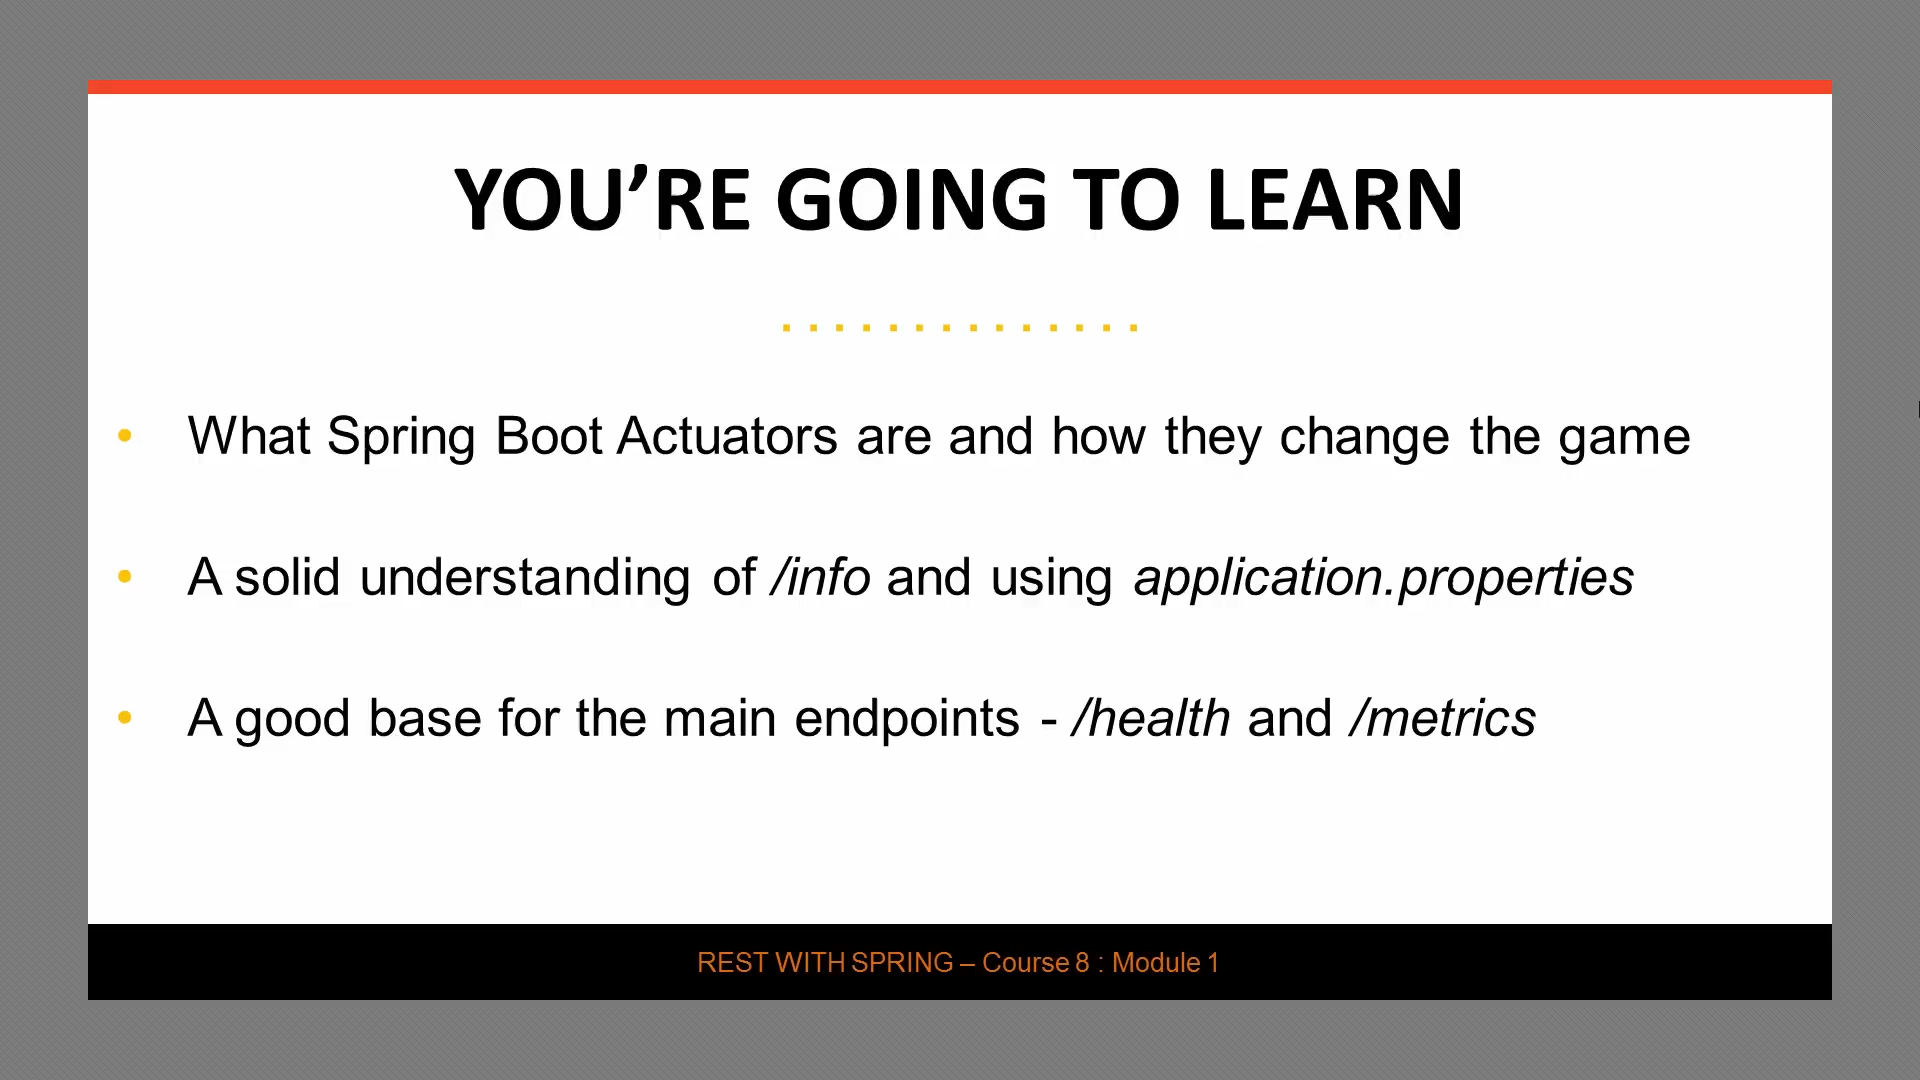 YOU’RE GOING TO LEARN
• What Spring Boot Actuators are and how they change the game
• A solid understanding of /info and using application.properties
• A good base for the main endpoints - /health and /metrics
REST WITH SPRING – Course 8 : Module 1